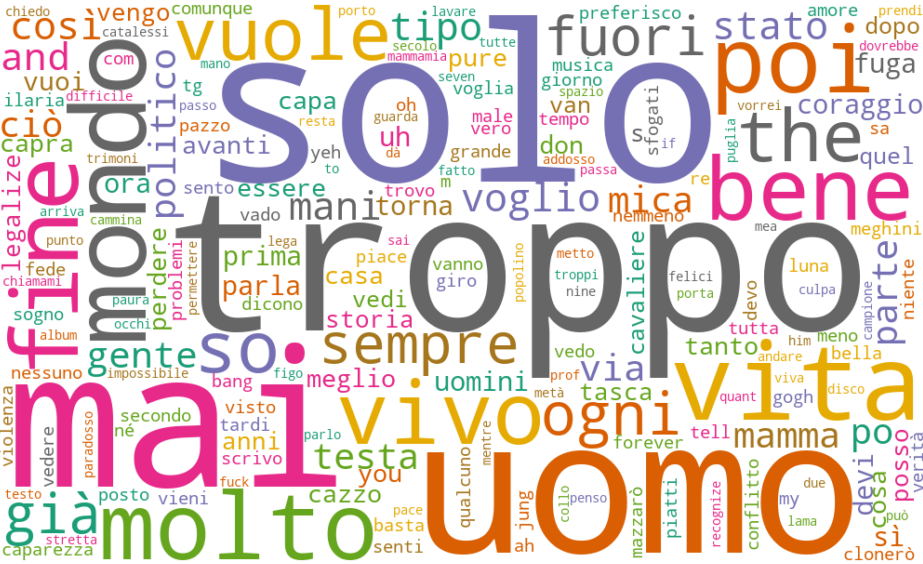 solo
troppo
mai
uomo
vita
molto
mondo
fine
bene
poi
vuole
the
vivo
ogni
sempre
so
già
fuori
voglio
gente
testa
mani
mica
tipo
stato
così
and
ciò
politico
via
parte
mamma
po
sì
chiedo
vengo
comunque
catalessi
preferisco
amore
porto
lavare
prendi
dopo
dovrebbe
com
vuoi
mano
secolo
mammamia
tutte
pure
seven
musica
giorno
spazio
fuga
ilaria
difficile
tg
passo
capa
resta
oh
guarda
voglia
vero
male
van
tempo
vorrei
coraggio
capra
pazzo
avanti
uh
dà
grande
don
s
sfogati
if
puglia
sa
quel
trimoni
yeh
to
fatto
m
addosso
passa
legalize
ora
sento
essere
trovo
re
arriva
cammina
vado
torna
nemmeno
mea
meghini
punto
fede
chiamami
paura
perdere
problemi
permettere
lega
prima
piace
sai
vanno
giro
popolino
metto
troppi
nine
felici
porta
cavaliere
devo
luna
culpa
campione
niente
sogno
album
occhi
parla
dicono
casa
vedi
storia
tutta
him
meno
nessuno
impossibile
figo
bang
meglio
uomini
vedo
prof
metà
tasca
tanto
andare
bella
viva
violenza
vedere
paradosso
secondo
né
visto
tardi
anni
scrivo
parlo
you
mentre
qualcuno
forever
tell
quant
gogh
disco
posso
verità
testo
posto
vieni
fuck
cazzo
pace
basta
senti
ah
jung
collo
penso
mazzarò
conflitto
piatti
recognize
my
due
lama
devi
cosa
può
clonerò
stretta
caparezza